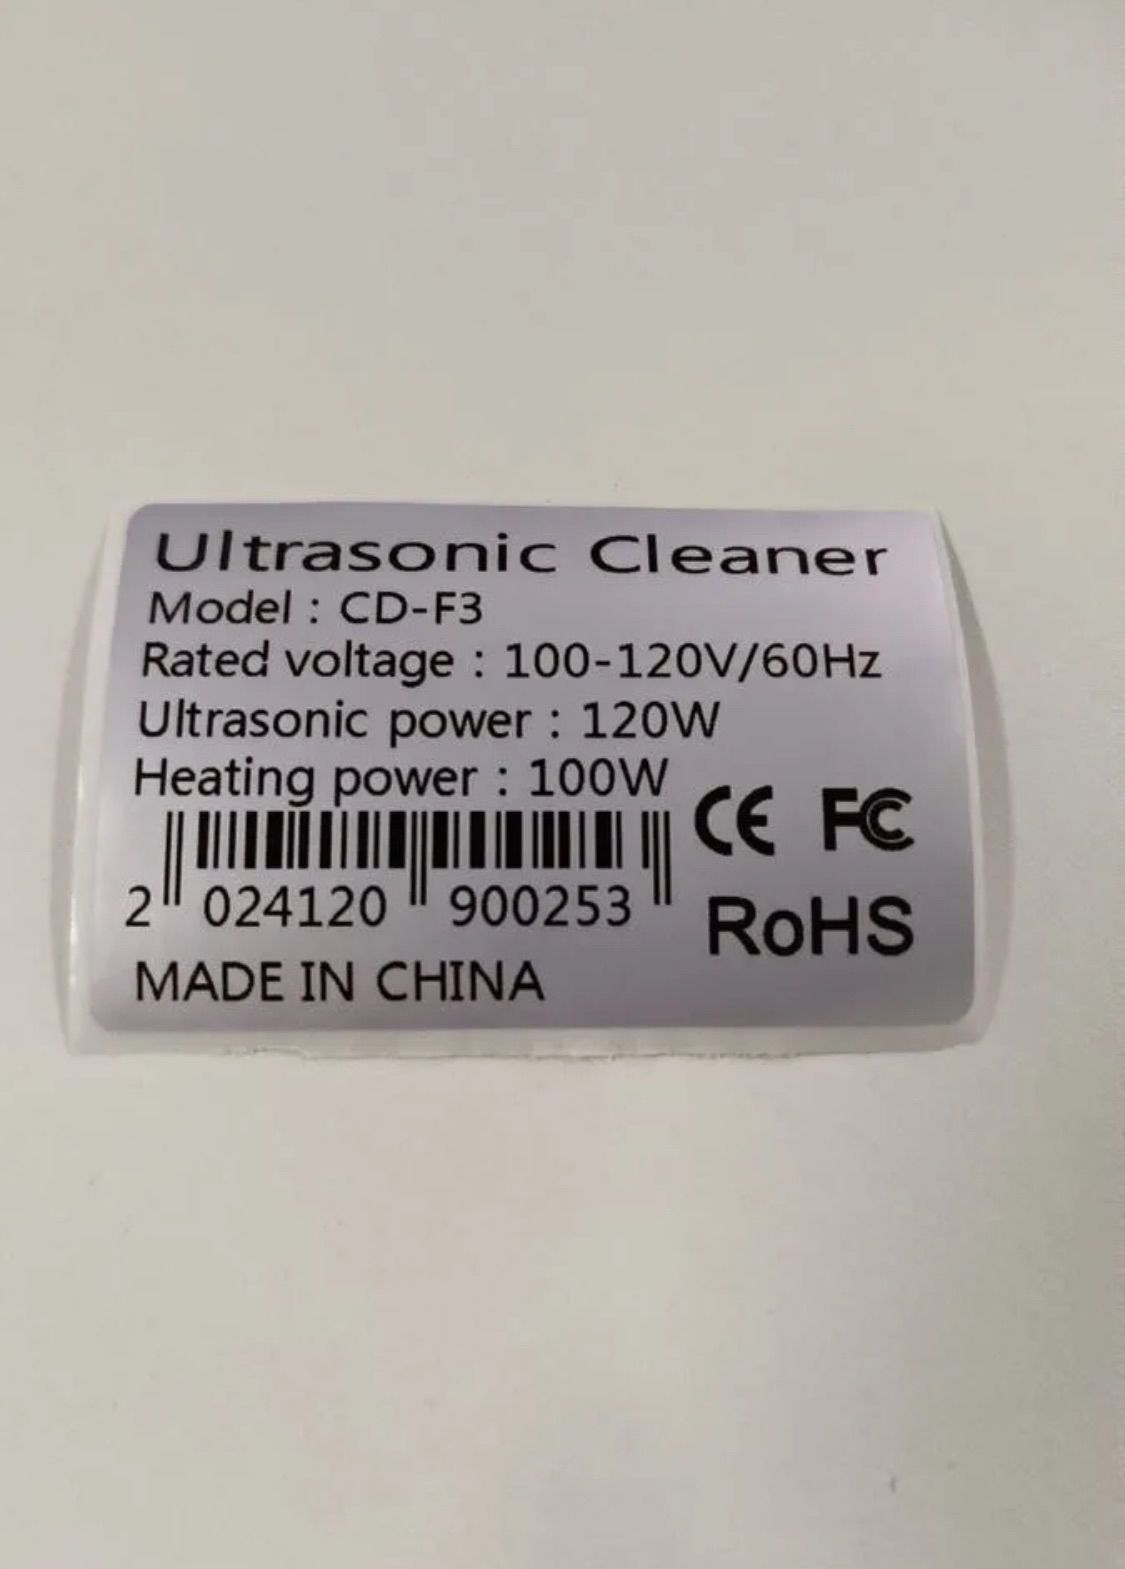 Ultrasonic Cleaner
Model : CD-F3
Rated voltage : 100-120V/60Hz
Ultrasonic power : 120W
Heating power : 100W
CE FC
2 024120 900253
RoHS
MADE IN CHINA